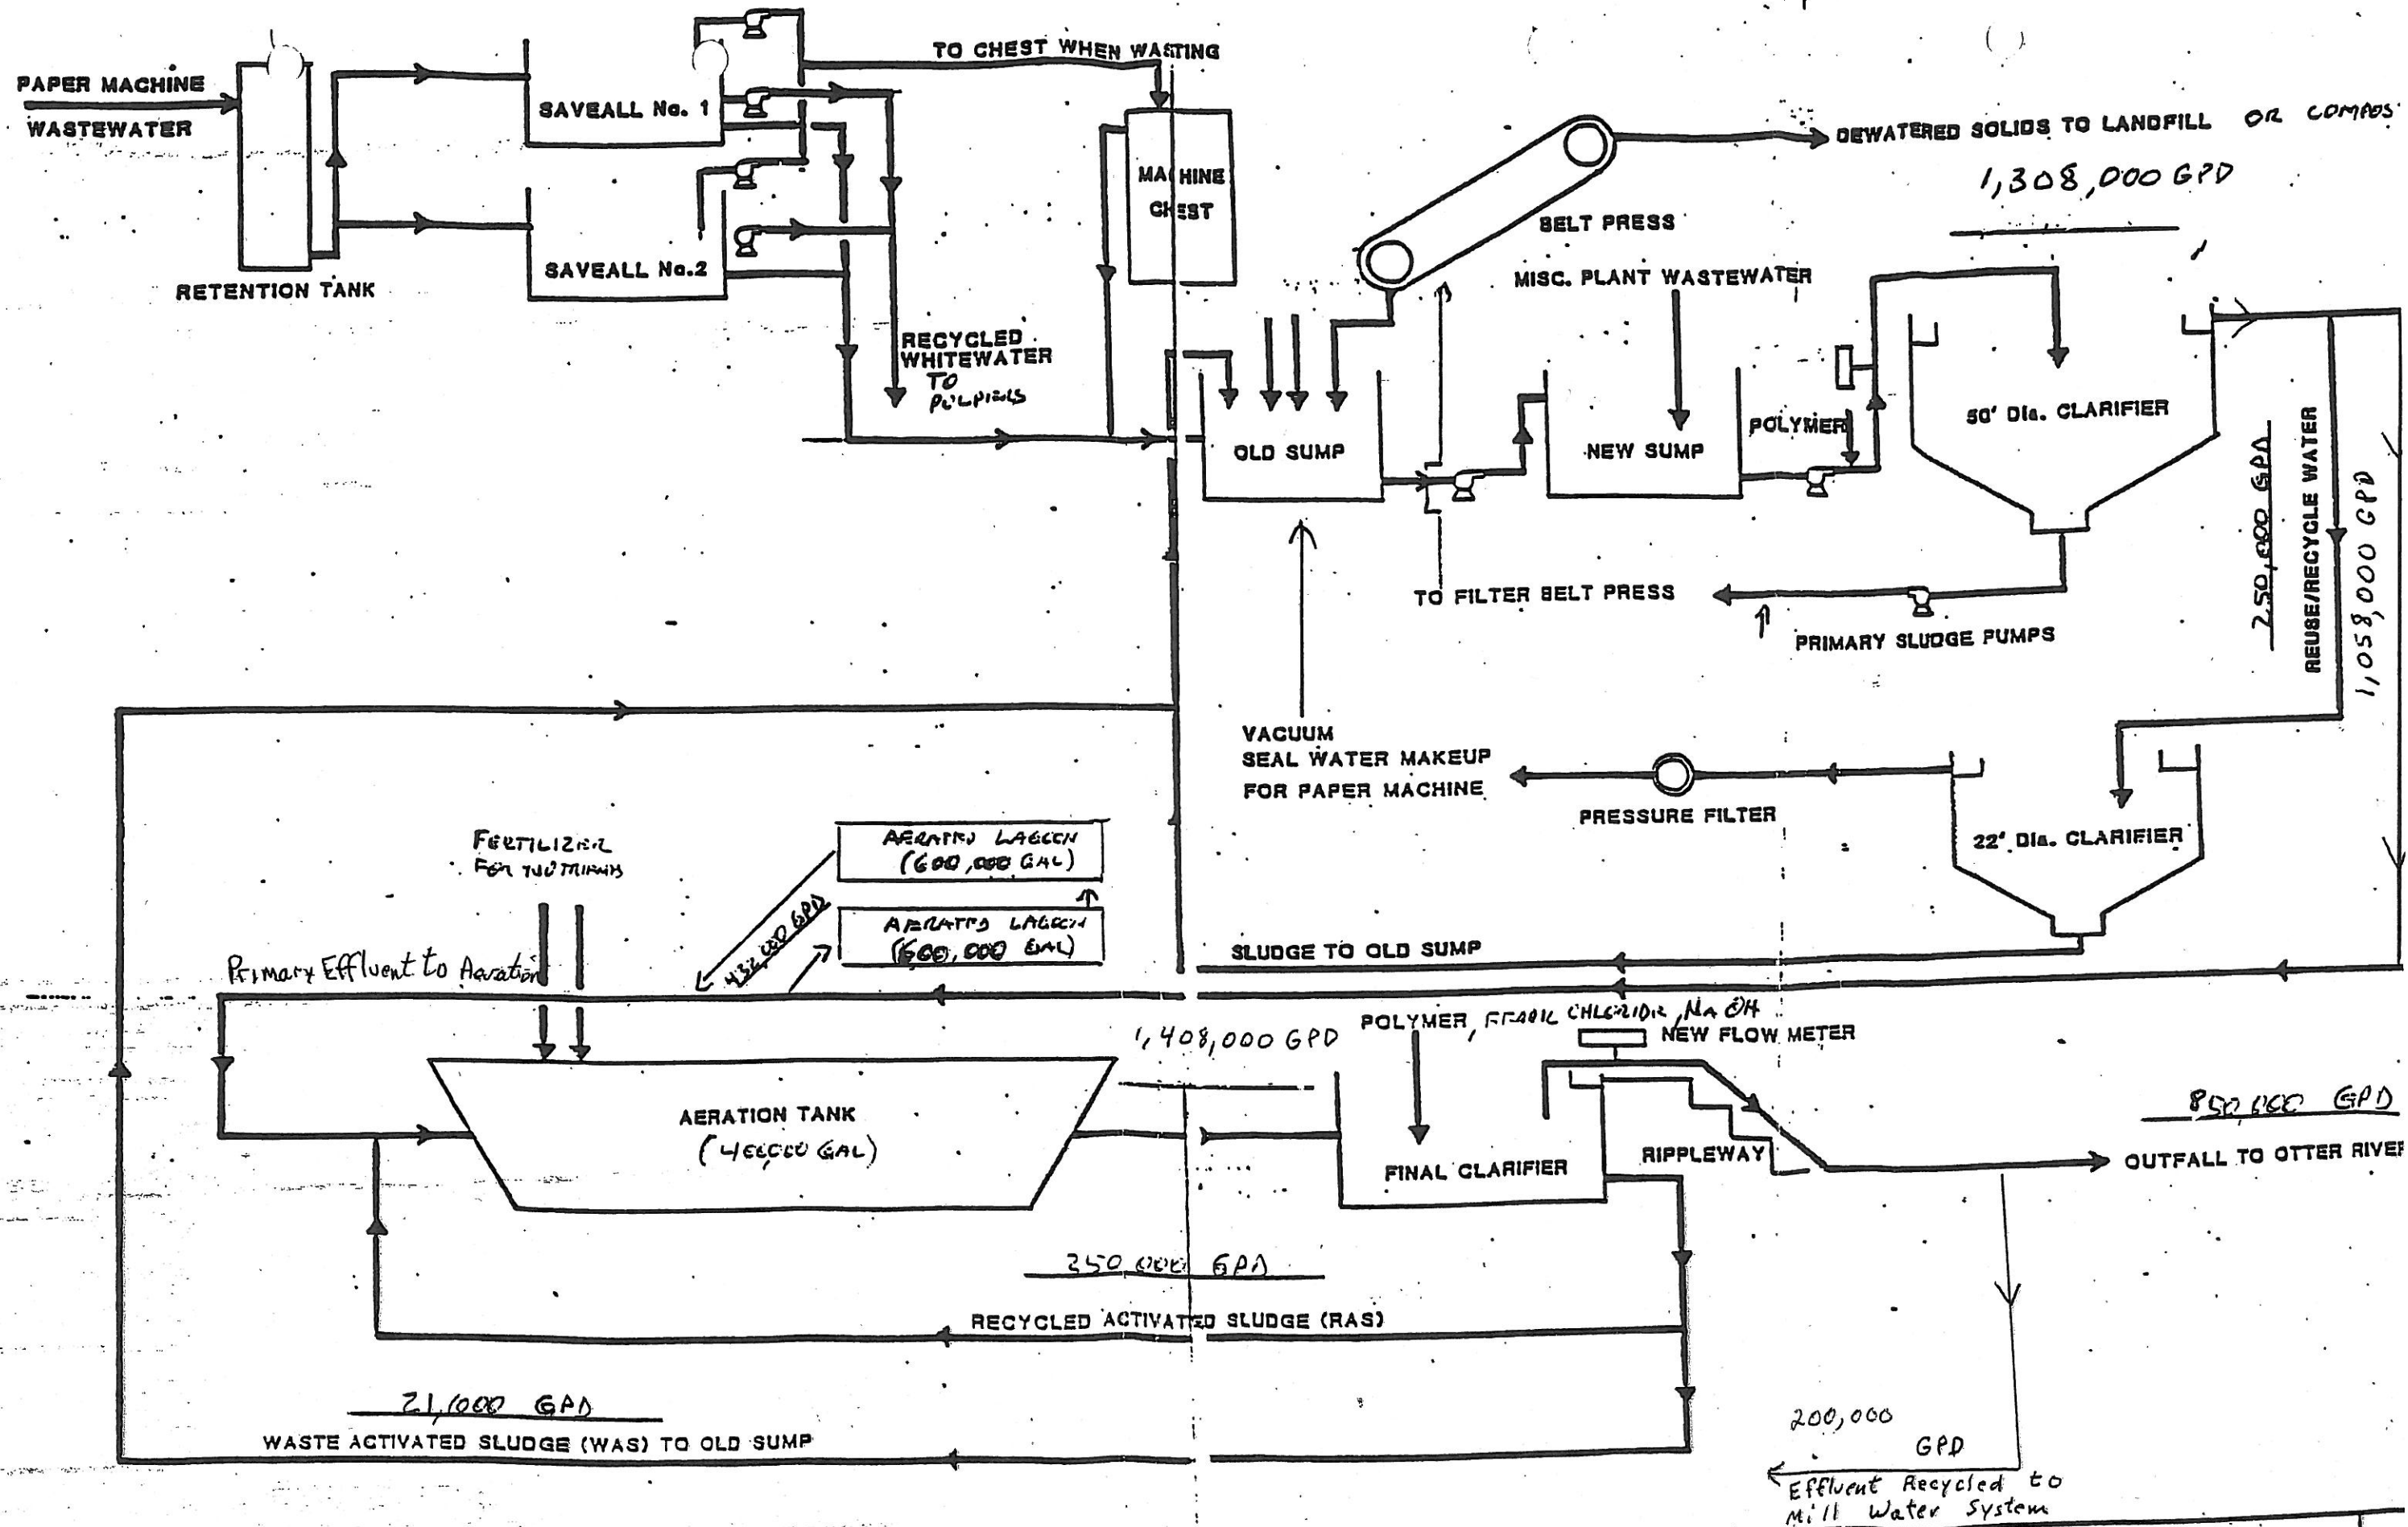 PAPER MACHINE
WASTEWATER
RETENTION TANK
SAVEALL No. 1
SAVEALL No.2
TO CHEST WHEN WASTING
MACHINE
CHEST
RECYCLED
WHITEWATER
TO
DEWATERED SOLIDS TO LANDFILL OR COMPOS
1,308,000 GPD
BELT PRESS
MISC. PLANT WASTEWATER
OLD SUMP
NEW SUMP
POLYMER
50' Dia. CLARIFIER
250,000 GPD
REUSE/RECYCLE WATER
1,058,000 GPD
TO FILTER BELT PRESS
PRIMARY SLUDGE PUMPS
VACUUM
SEAL WATER MAKEUP
FOR PAPER MACHINE
PRESSURE FILTER
22' Dia. CLARIFIER
FERTILIZER
FOR
AERATED LAGOON
(600,000 GAL)
AERATED LAGOON
(600,000 GAL)
432,000 GPD
SLUDGE TO OLD SUMP
Primary Effluent to Aeration
1,408,000 GPD
POLYMER, FERRIC CHLORIDE, NaOH
NEW FLOW METER
AERATION TANK
(400,000 GAL)
FINAL CLARIFIER
RIPPLEWAY
850,000 GPD
OUTFALL TO OTTER RIVER
350,000 GPD
RECYCLED ACTIVATED SLUDGE (RAS)
21,000 GPD
WASTE ACTIVATED SLUDGE (WAS) TO OLD SUMP
200,000
GPD
Effluent Recycled to
Mill Water System